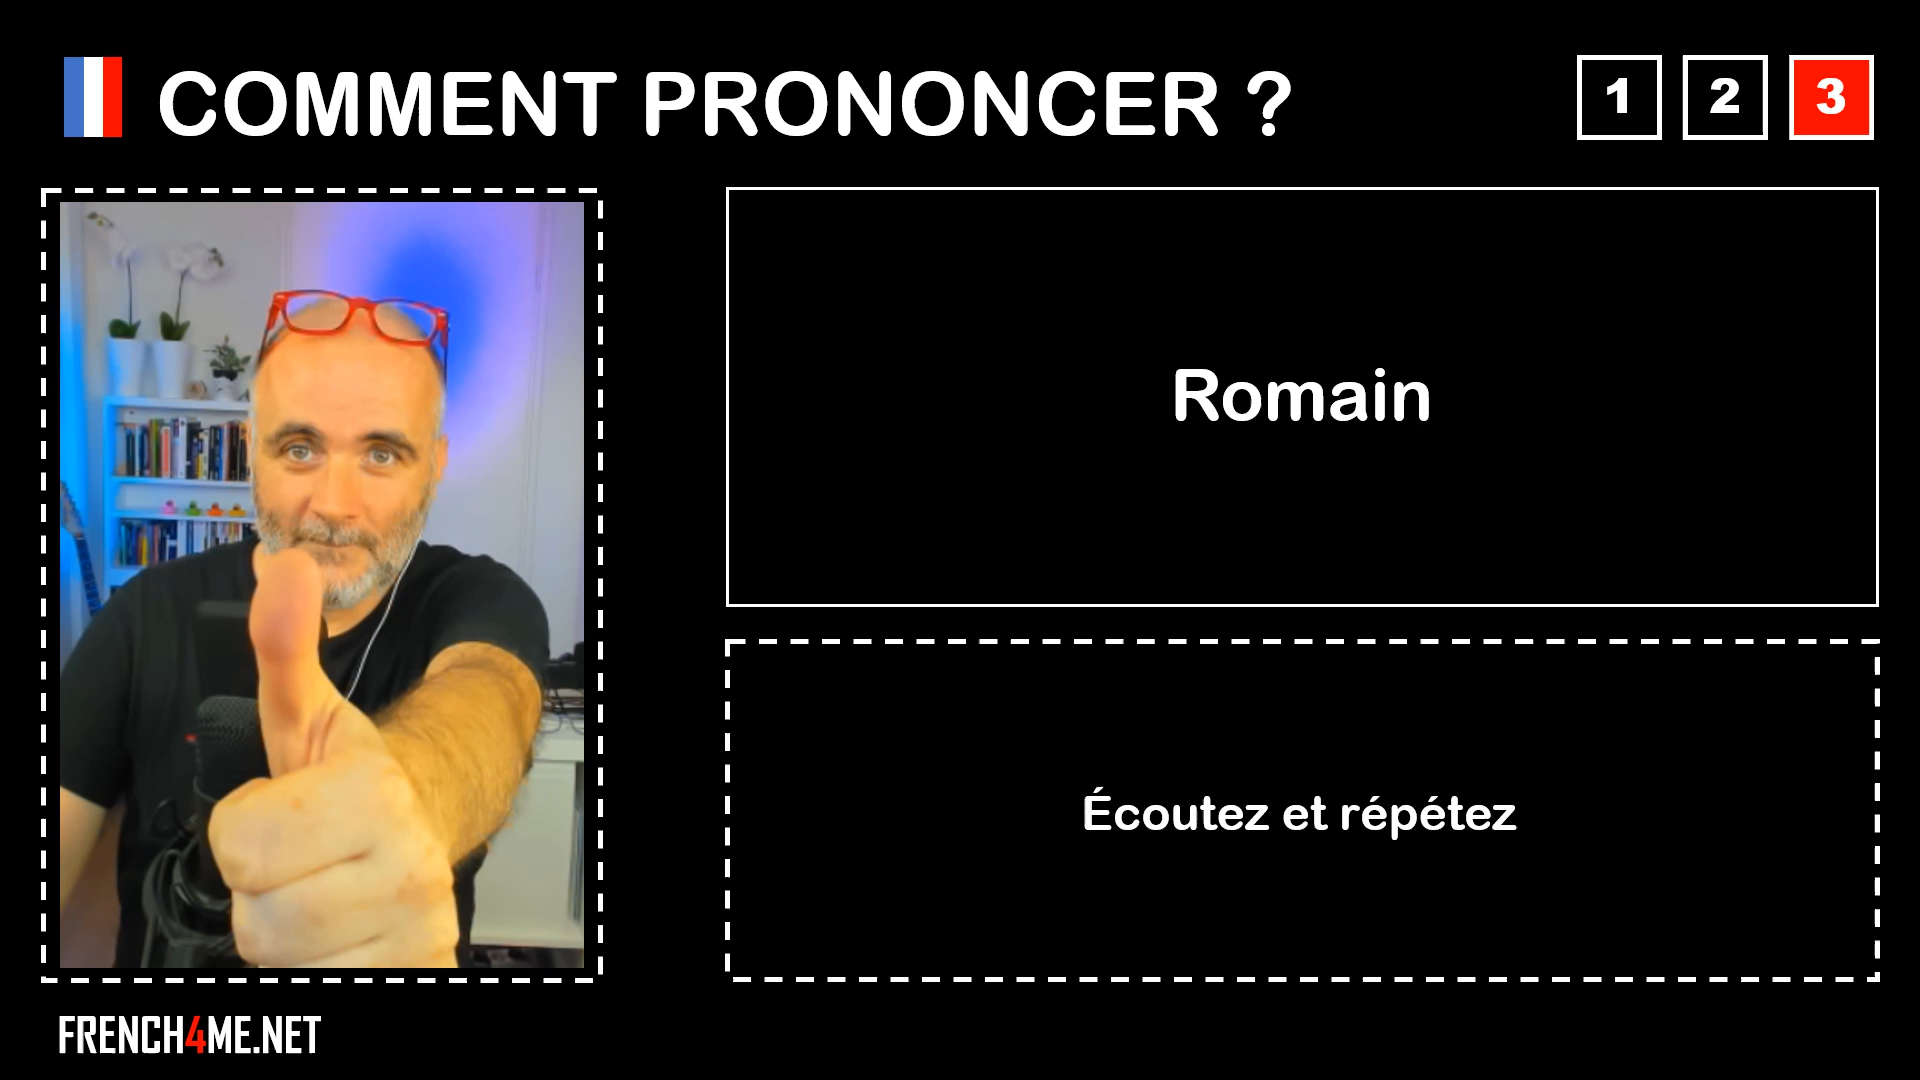 COMMENT PRONONCER ?
1 2 3
Romain
Écoutez et répétez
FRENCH4ME.NET